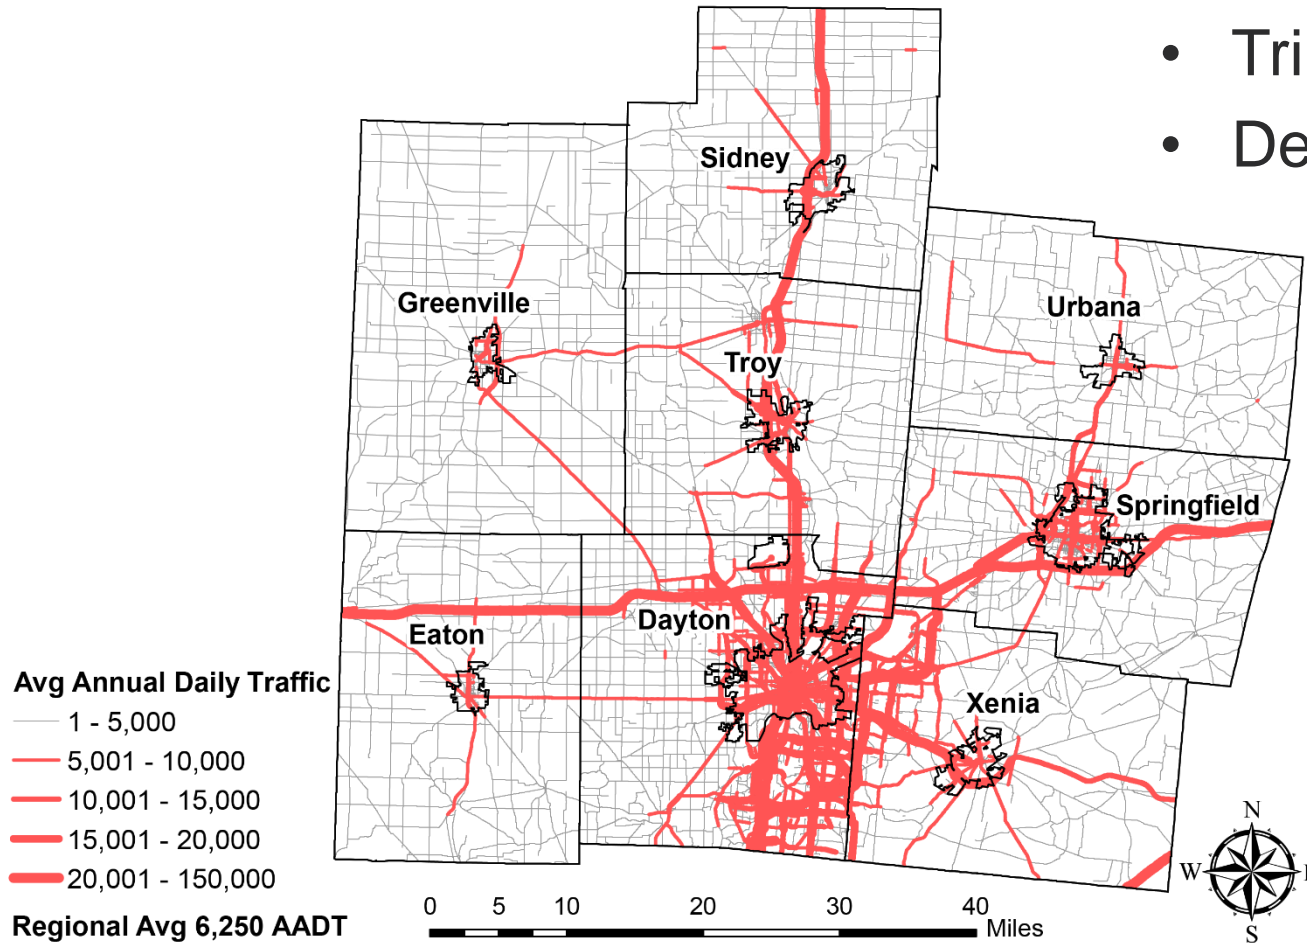 • Tri
• De
Sidney
Greenville
Urbana
Troy
Springfield
Dayton
Eaton
Xenia
Avg Annual Daily Traffic
1 - 5,000
5,001 - 10,000
10,001 - 15,000
15,001 - 20,000
20,001 - 150,000
Regional Avg 6,250 AADT
0 5 10 20 30 40
Miles
N
W
S